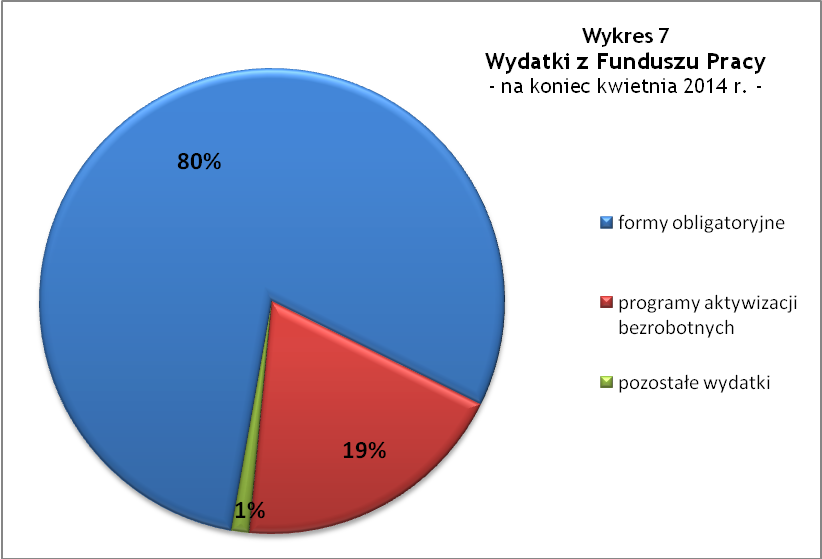 Wykres 7
Wydatki z Funduszu Pracy
- na koniec kwietnia 2014 r. -
80%
formy obligatoryjne
programy aktywizacji
bezrobotnych
pozostałe wydatki
19%
1%